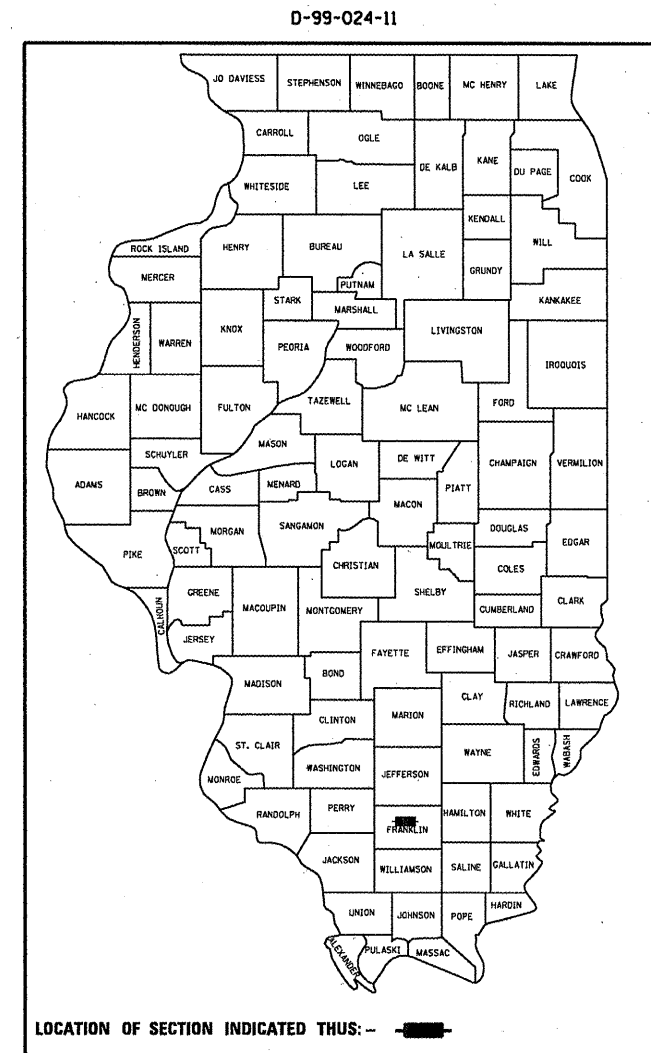 D-99-024-11
JO DAVIESS
STEPHENSON
WINNEBAGO
BOONE
MC HENRY
LAKE
CARROLL
OGLE
DE KALB
KANE
DU PAGE
COOK
WHITESIDE
LEE
KENDALL
WILL
ROCK ISLAND
HENRY
BUREAU
LA SALLE
GRUNDY
MERCER
PUTNAM
STARK
MARSHALL
KANKAKEE
HENDERSON
WARREN
KNOX
PEORIA
WOODFORD
LIVINGSTON
IROQUOIS
HANCOCK
MC DONOUGH
FULTON
TAZEWELL
MC LEAN
FORD
SCHUYLER
MASON
LOGAN
DE WITT
CHAMPAIGN
VERMILION
ADAMS
BROWN
CASS
MENARD
PIATT
MACON
PIKE
SCOTT
MORGAN
SANGAMON
MOULTRIE
DOUGLAS
EDGAR
CHRISTIAN
COLES
CALHOUN
GREENE
MACOUPIN
MONTGOMERY
SHELBY
CUMBERLAND
CLARK
JERSEY
FAYETTE
EFFINGHAM
JASPER
CRAWFORD
MADISON
BOND
CLAY
RICHLAND
LAWRENCE
CLINTON
MARION
ST. CLAIR
WAYNE
EDWARDS
WABASH
MONROE
WASHINGTON
JEFFERSON
RANDOLPH
PERRY
FRANKLIN
HAMILTON
WHITE
JACKSON
WILLIAMSON
SALINE
GALLATIN
UNION
JOHNSON
POPE
HARDIN
ALEXANDER
PULASKI
MASSAC
LOCATION OF SECTION INDICATED THUS: -